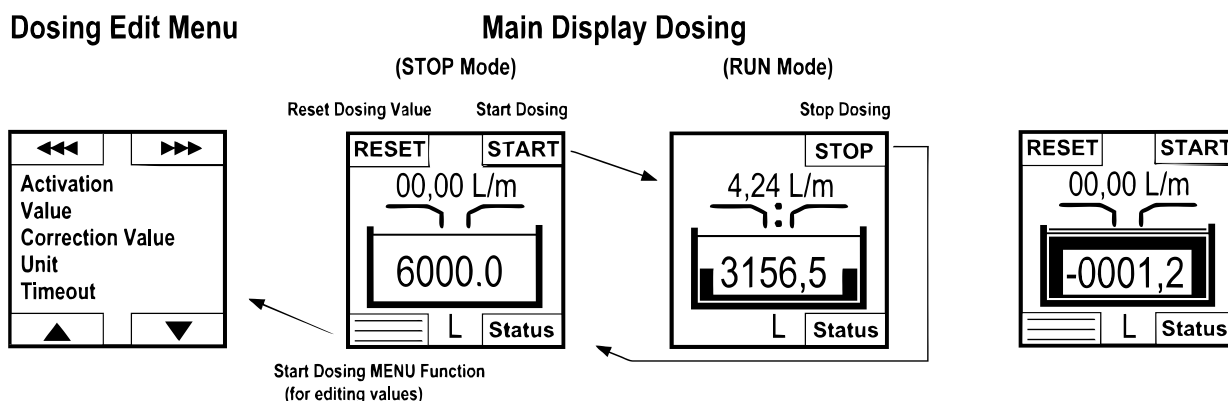 Dosing Edit Menu
Main Display Dosing
(STOP Mode)
(RUN Mode)
Reset Dosing Value
Start Dosing
Stop Dosing
Activation
Value
Correction Value
Unit
Timeout
RESET
START
00,00 L/m
6000.0
L
Status
STOP
4,24 L/m
3156,5
L
Status
RESET
START
00,00 L/m
-0001,2
L
Status
Start Dosing MENU Function
(for editing values)